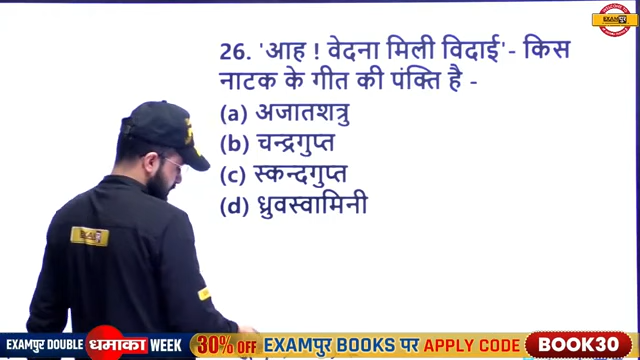 26. 'आह ! वेदना मिली विदाई'- किस
नाटक के गीत की पंक्ति है -
(a) अजातशत्रु
(b) चन्द्रगुप्त
(c) स्कन्दगुप्त
(d) ध्रुवस्वामिनी
EXAMपुर DOUBLE धमाका WEEK 30% OFF EXAMपुर BOOKS पर APPLY CODE BOOK30